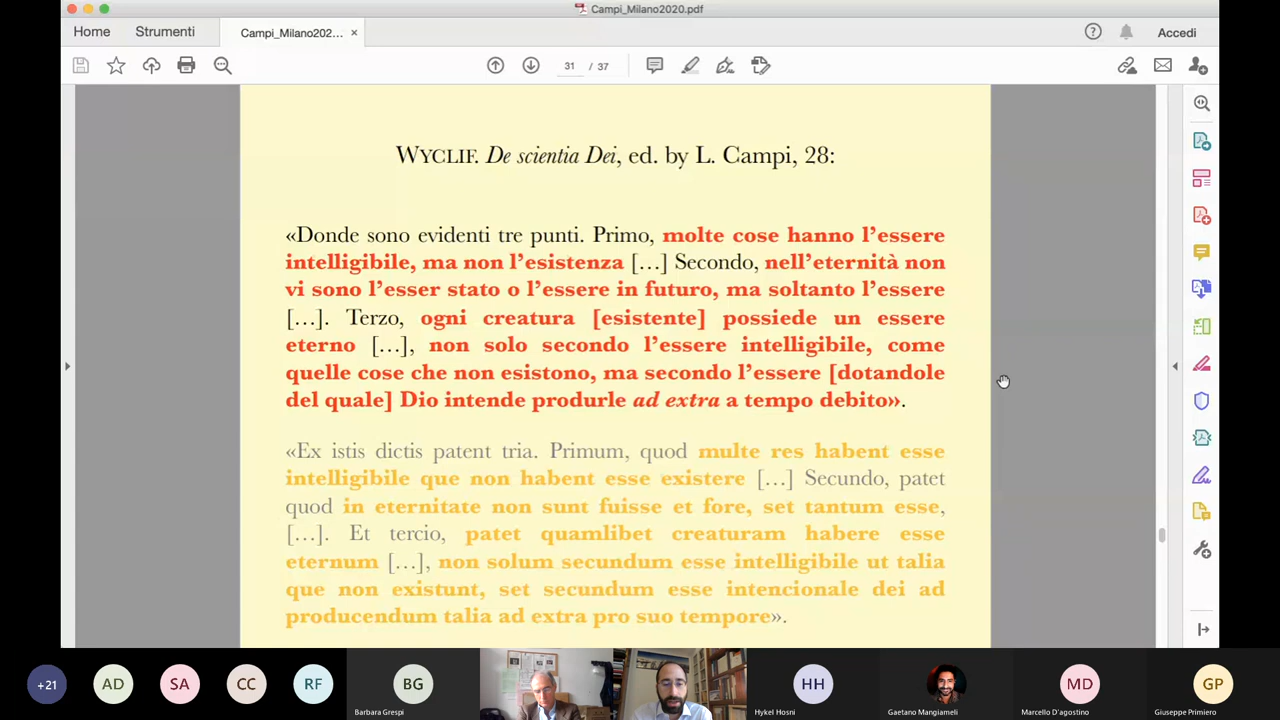 Campi_Milano2020.pdf
Home
Strumenti
Campi_Milano202... ×
Accedi
31 / 37
WYCLIF. De scientia Dei, ed. by L. Campi, 28:
«Donde sono evidenti tre punti. Primo, molte cose hanno l’essere
intelligibile, ma non l’esistenza […] Secondo, nell’eternità non
vi sono l’esser stato o l’essere in futuro, ma soltanto l’essere
[…]. Terzo, ogni creatura [esistente] possiede un essere
eterno […], non solo secondo l’essere intelligibile, come
quelle cose che non esistono, ma secondo l’essere [dotandole
del quale] Dio intende produrle ad extra a tempo debito».
«Ex istis dictis patent tria. Primum, quod multe res habent esse
intelligibile que non habent esse existere […] Secundo, patet
quod in eternitate non sunt fuisse et fore, set tantum esse,
[…]. Et tercio, patet quamlibet creaturam habere esse
eternum […], non solum secundum esse intelligibile ut talia
que non existunt, set secundum esse intencionale dei ad
producendum talia ad extra pro suo tempore».
+21
AD
SA
CC
RF
BG
Barbara Grespi
HH
Hykel Hosni
Gaetano Mangiameli
MD
Marcello D'agostino
GP
Giuseppe Primiero